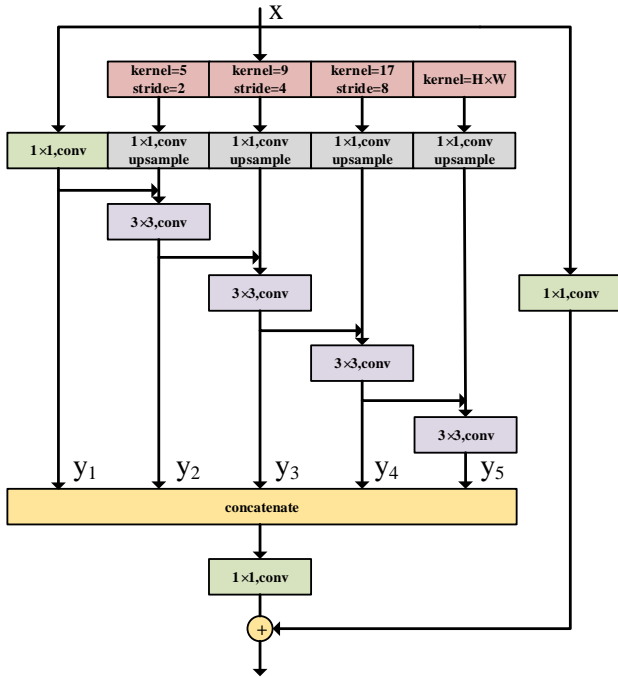 x
kernel=5
stride=2
kernel=9
stride=4
kernel=17
stride=8
kernel=H×W
1×1,conv
1×1,conv
upsample
1×1,conv
upsample
1×1,conv
upsample
1×1,conv
upsample
3×3,conv
3×3,conv
1×1,conv
3×3,conv
3×3,conv
y1
y2
y3
y4
y5
concatenate
1×1,conv
+